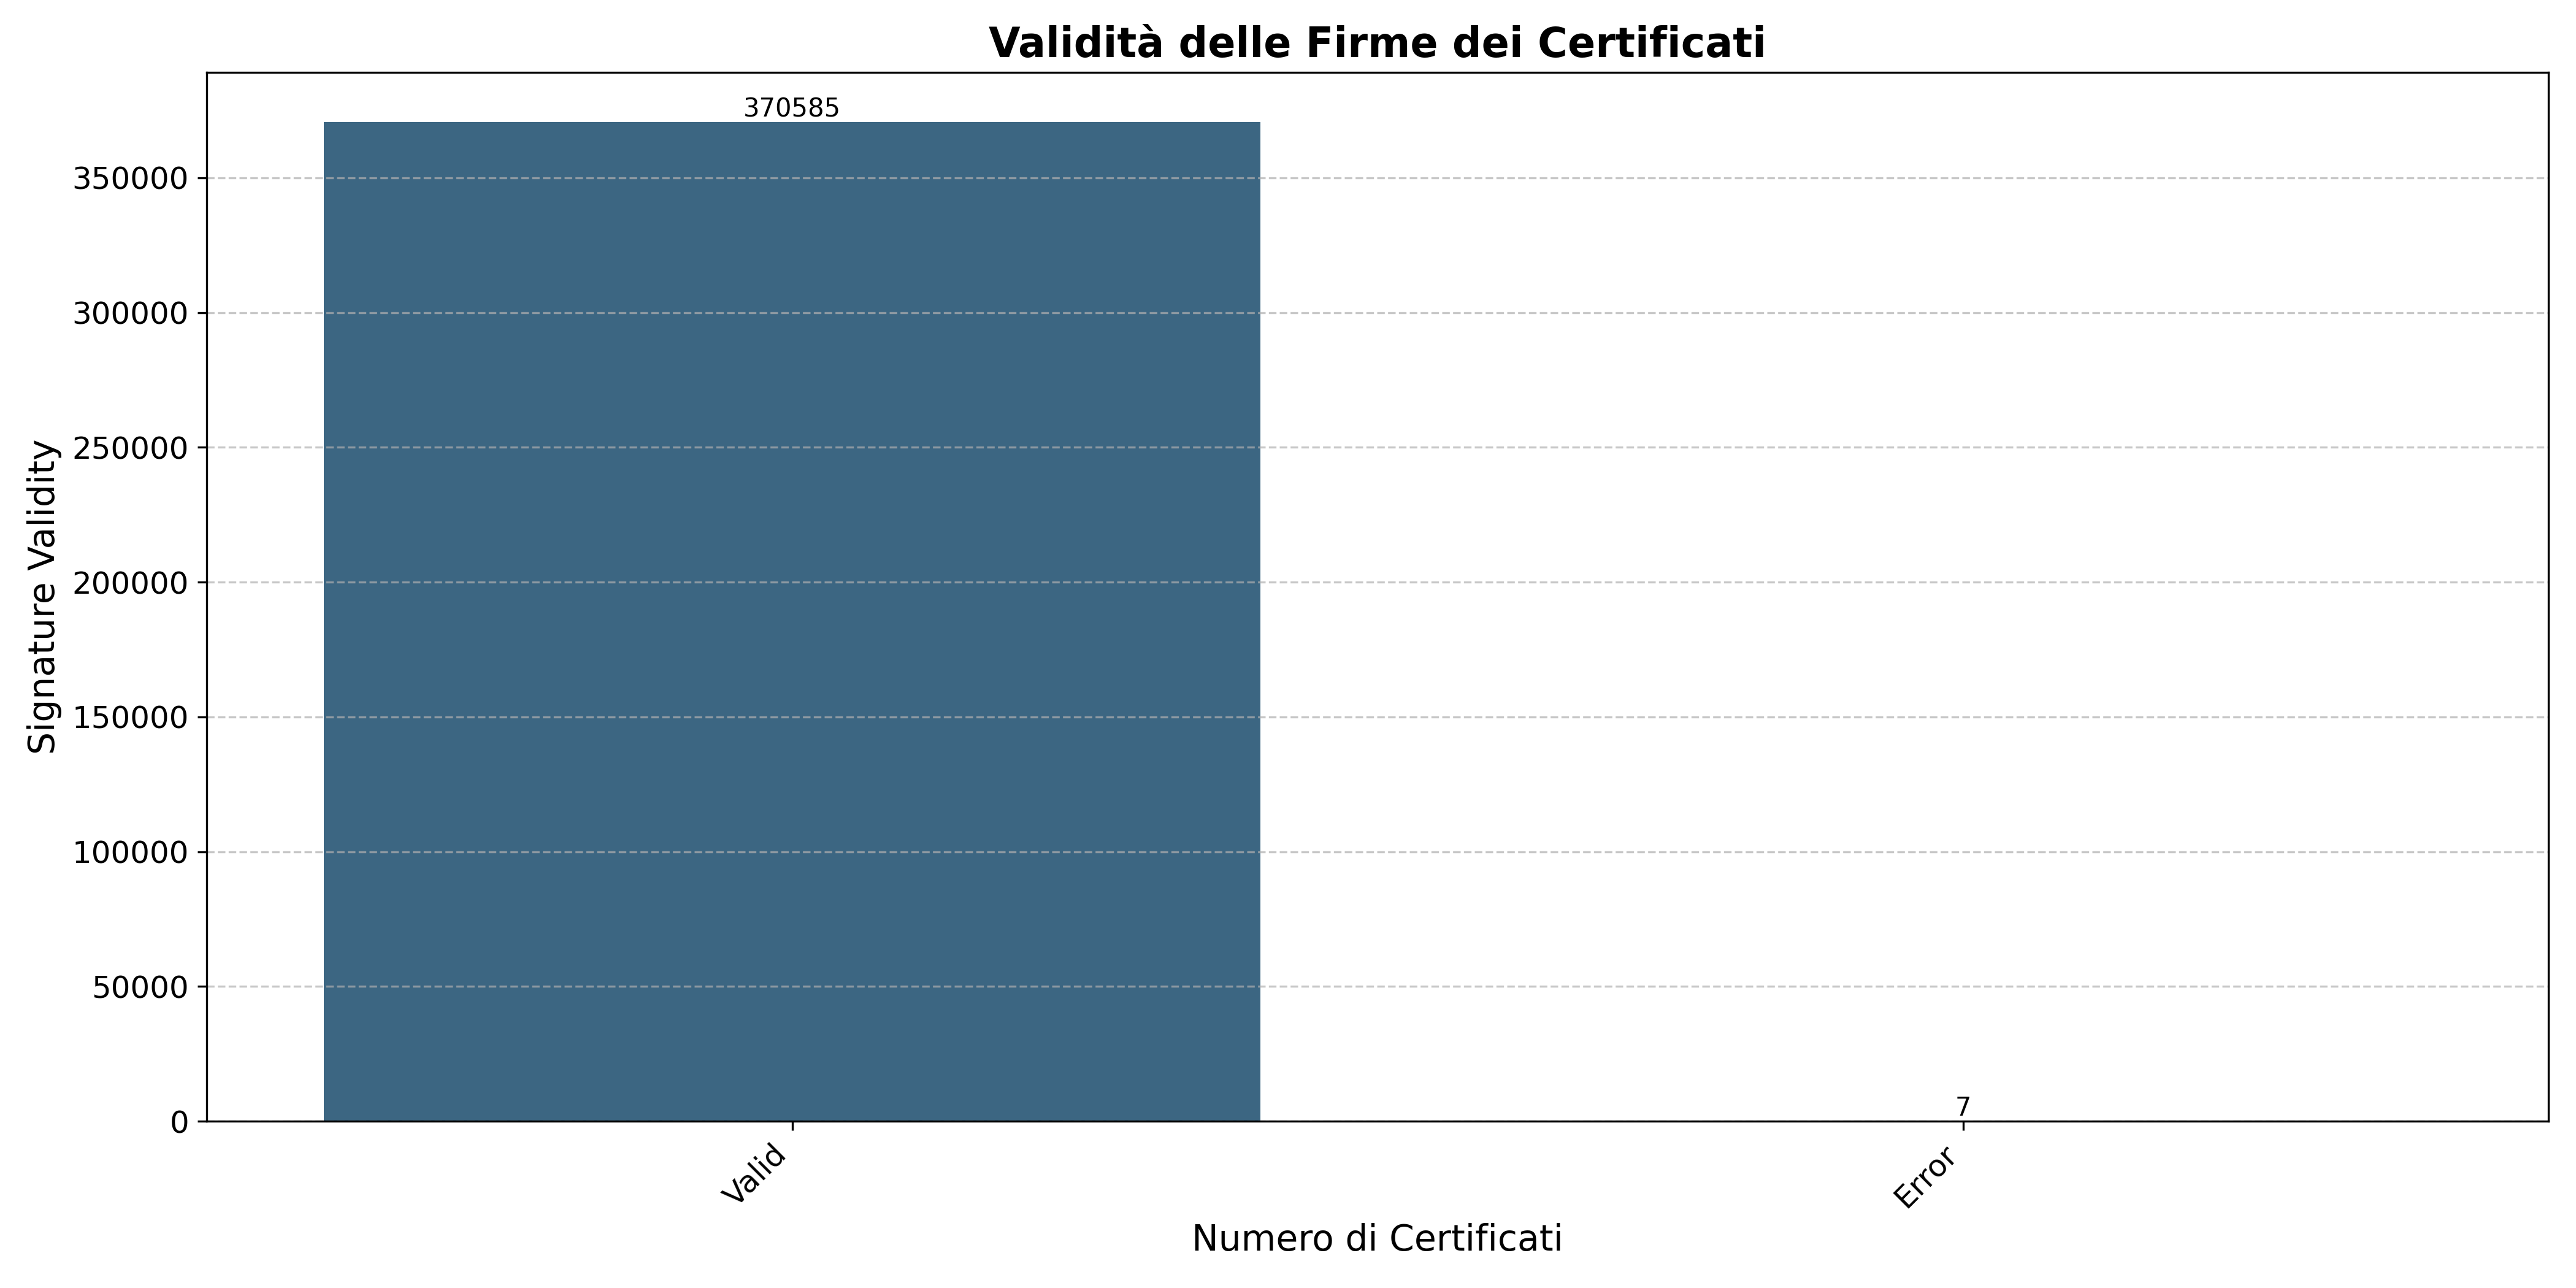 Validità delle Firme dei Certificati
370585
350000
300000
250000
200000
150000
100000
50000
0
Signature Validity
7
Valid
Error
Numero di Certificati